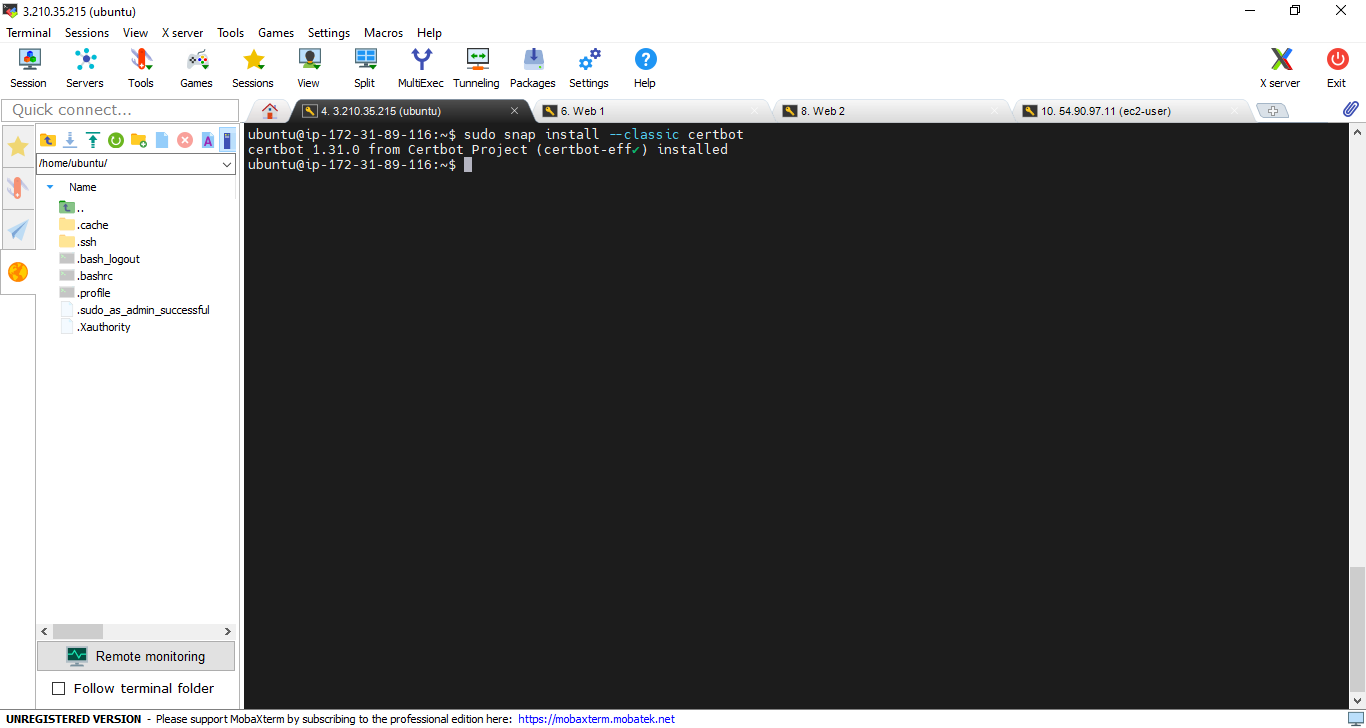 3.210.35.215 (ubuntu)
Terminal Sessions View X server Tools Games Settings Macros Help
Session Servers Tools Games Sessions View Split MultiExec Tunneling Packages Settings Help X server Exit
Quick connect...
4. 3.210.35.215 (ubuntu) 6. Web 1 8. Web 2 10. 54.90.97.11 (ec2-user)
/home/ubuntu/
Name
..
.cache
.ssh
.bash_logout
.bashrc
.profile
.sudo_as_admin_successful
.Xauthority
Remote monitoring
Follow terminal folder
ubuntu@ip-172-31-89-116:~$ sudo snap install --classic certbot
certbot 1.31.0 from Certbot Project (certbot-eff✓) installed
ubuntu@ip-172-31-89-116:~$
UNREGISTERED VERSION - Please support MobaXterm by subscribing to the professional edition here: https://mobaxterm.mobatek.net